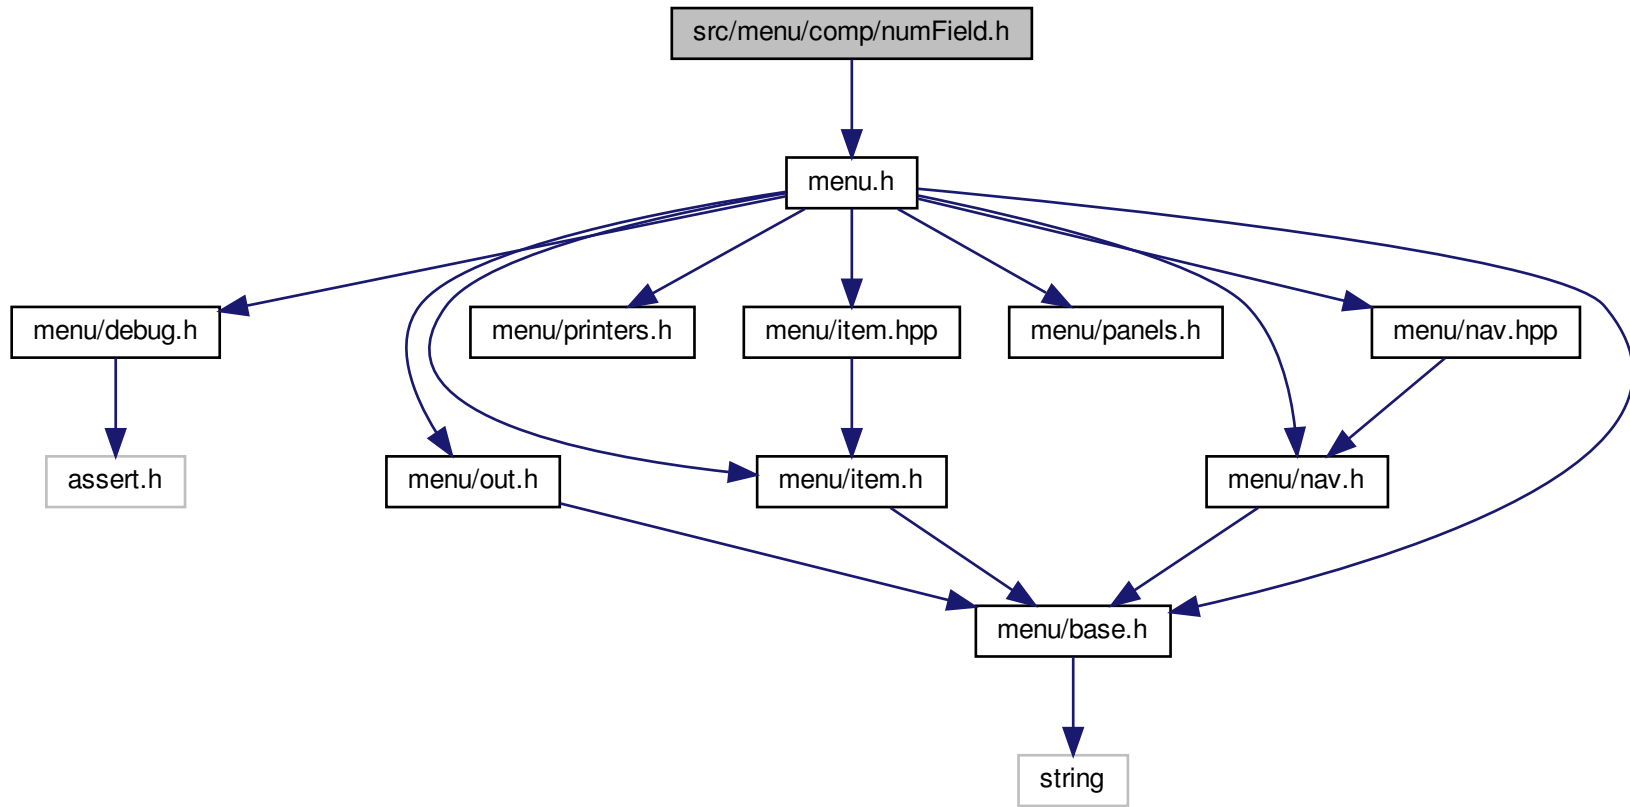 src/menu/comp/numField.h
menu.h
menu/debug.h
menu/printers.h
menu/item.hpp
menu/panels.h
menu/nav.hpp
assert.h
menu/out.h
menu/item.h
menu/nav.h
menu/base.h
string